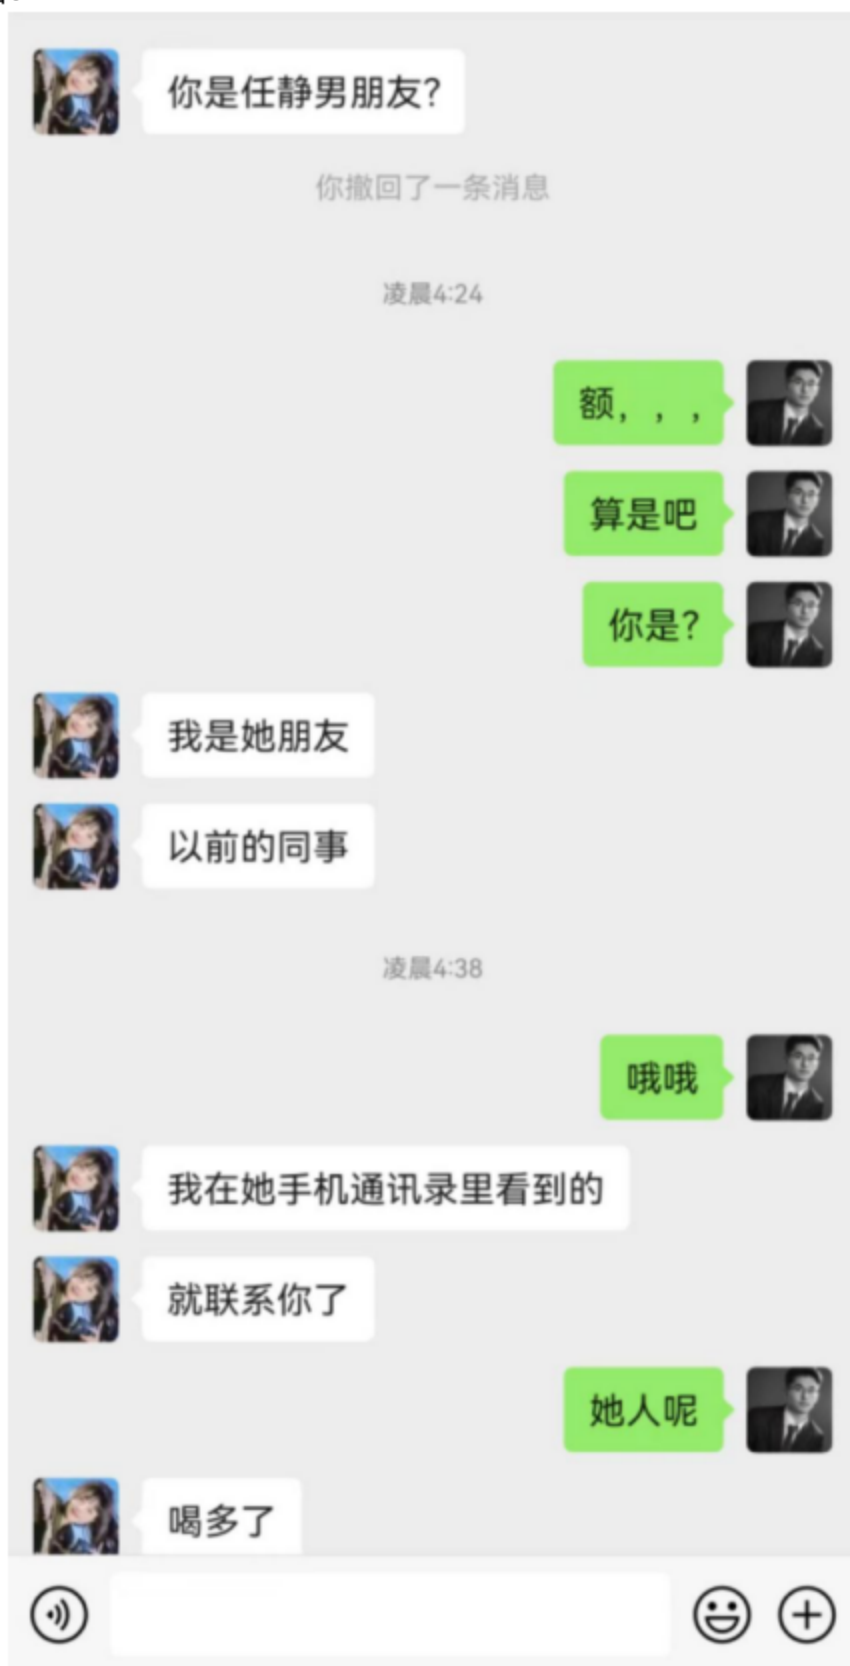 你是任静男朋友?
你撤回了一条消息
凌晨4:24
额，，，
算是吧
你是?
我是她朋友
以前的同事
凌晨4:38
哦哦
我在她手机通讯录里看到的
就联系你了
她人呢
喝多了